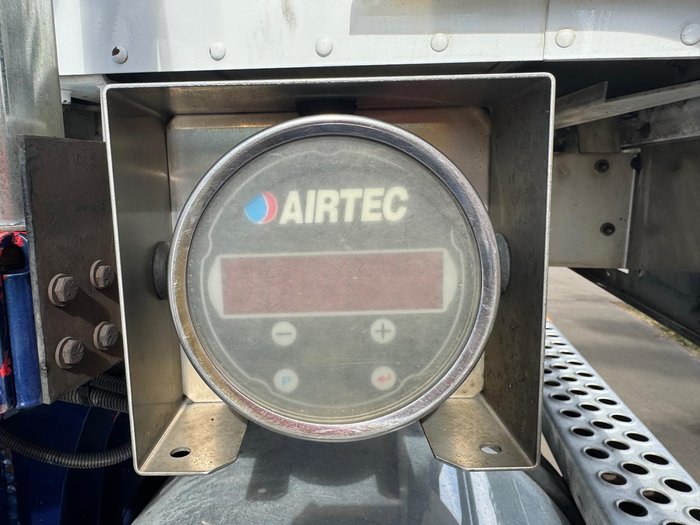 AIRTEC
− +
P ↵